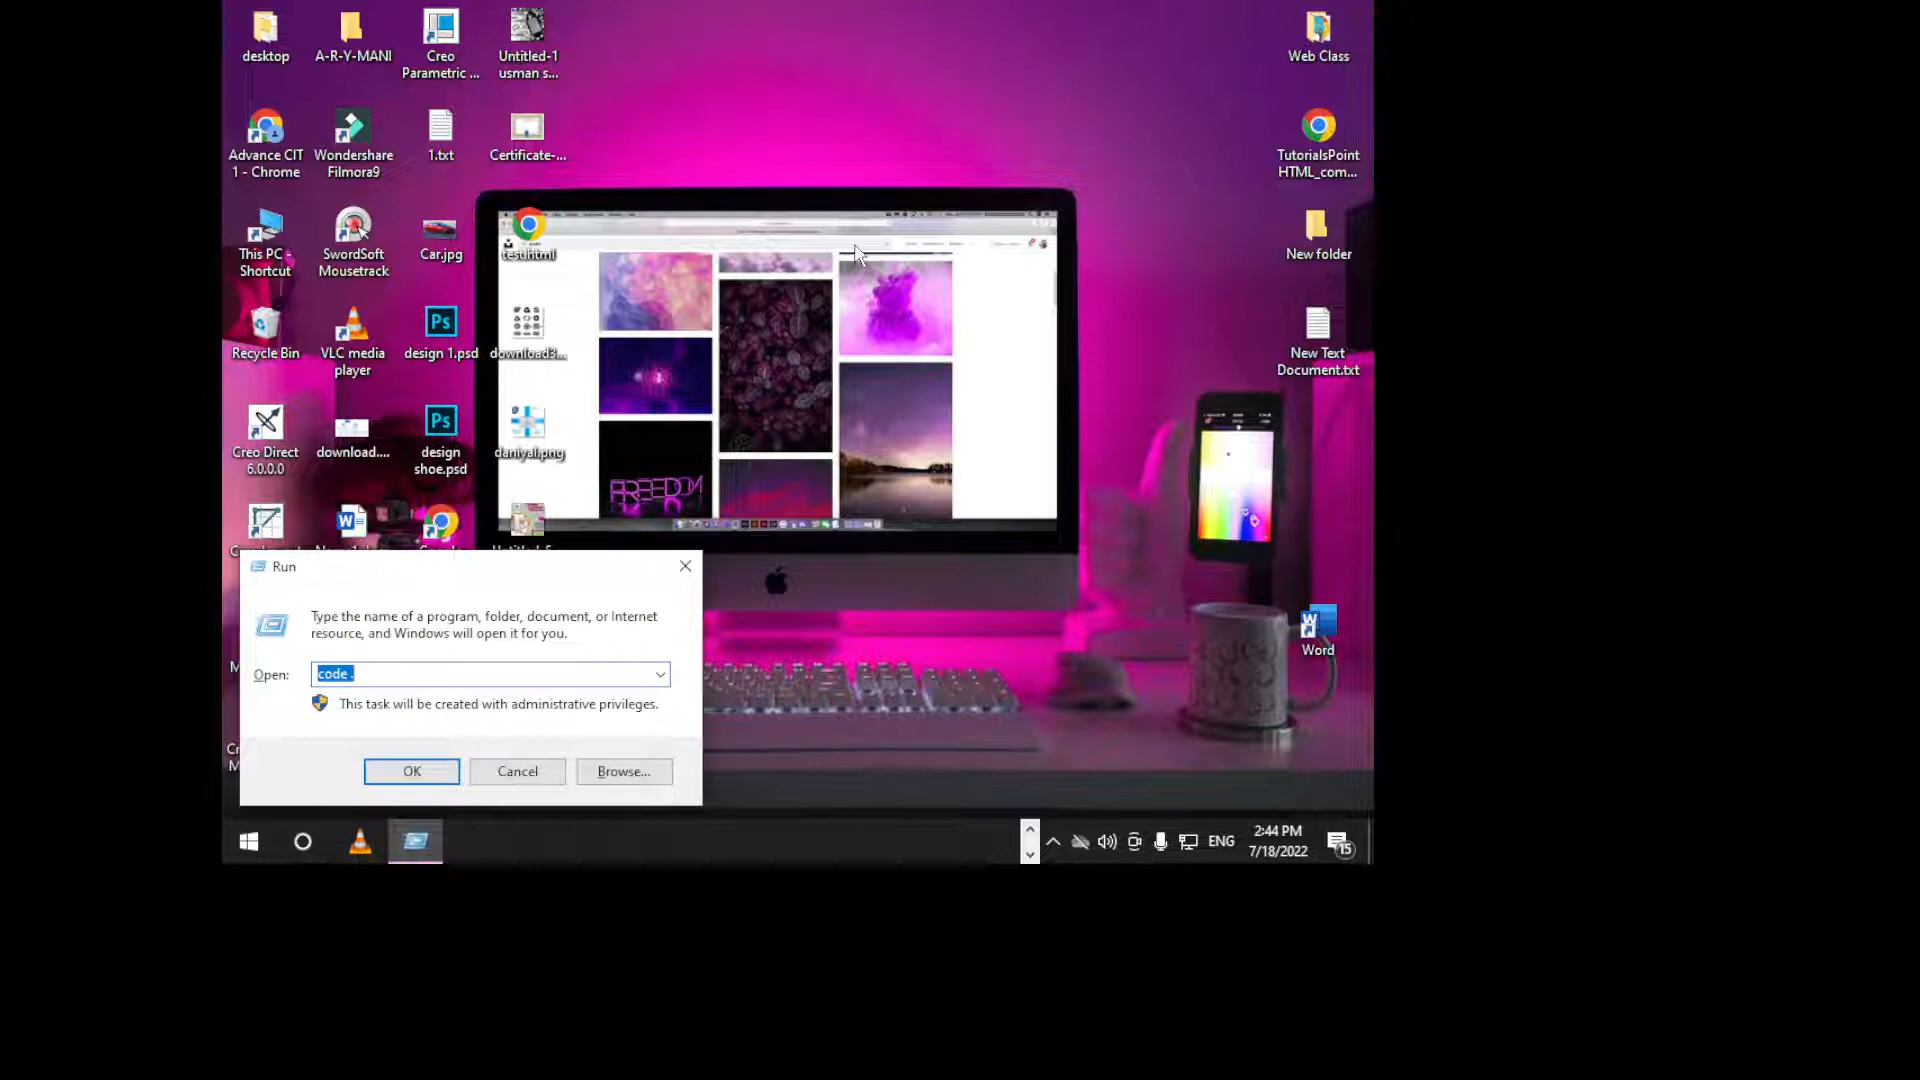 desktop
A-R-Y-MANI
Creo
Parametric ...
Untitled-1
usman s...
Web Class
Advance CIT
1 - Chrome
Wondershare
Filmora9
1.txt
Certificate-...
TutorialsPoint
HTML_com...
This PC -
Shortcut
SwordSoft
Mousetrack
Car.jpg
test.html
New folder
Recycle Bin
VLC media
player
design 1.psd
download3...
New Text
Document.txt
Creo Direct
6.0.0.0
download....
design
shoe.psd
daniyal.png
FREEDOM
Run
Type the name of a program, folder, document, or Internet
resource, and Windows will open it for you.
Open:
code .
This task will be created with administrative privileges.
OK
Cancel
Browse...
Word
ENG
2:44 PM
7/18/2022
15